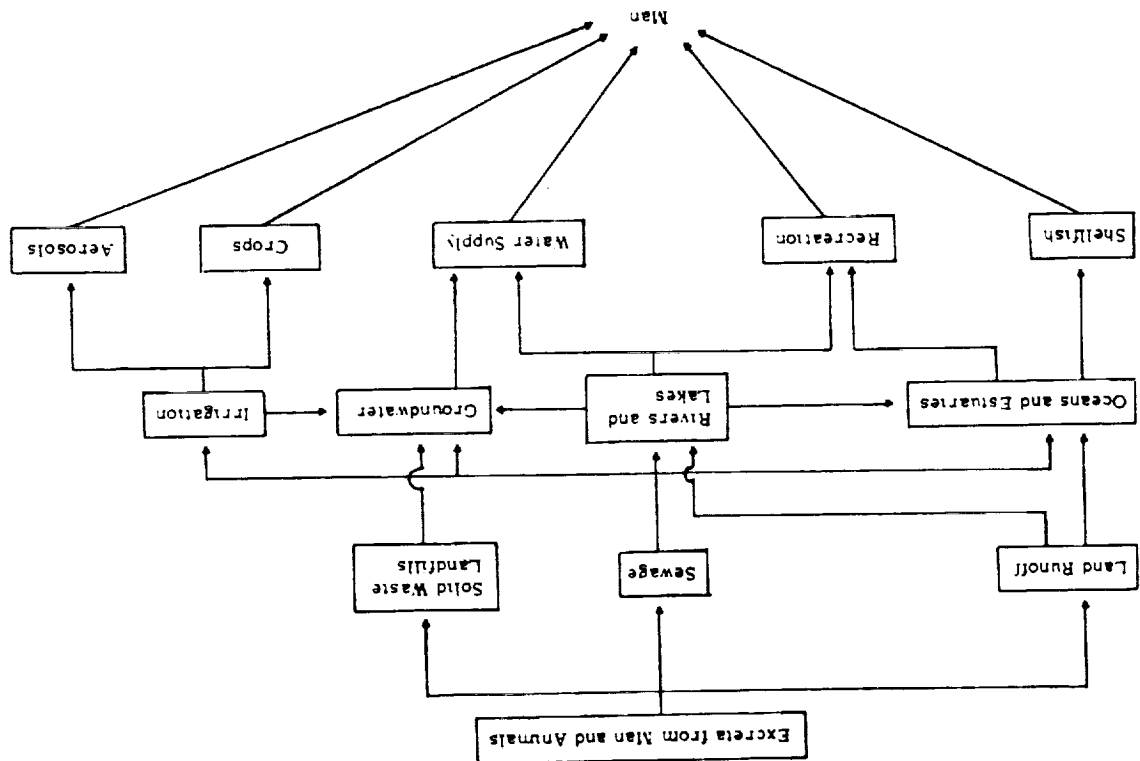 Excreta from Man and Animals
Land Runoff
Sewage
Solid Waste
Landfills
Oceans and Estuaries
Rivers and
Lakes
Groundwater
Irrigation
Shellfish
Recreation
Water Supply
Crops
Aerosols
Man